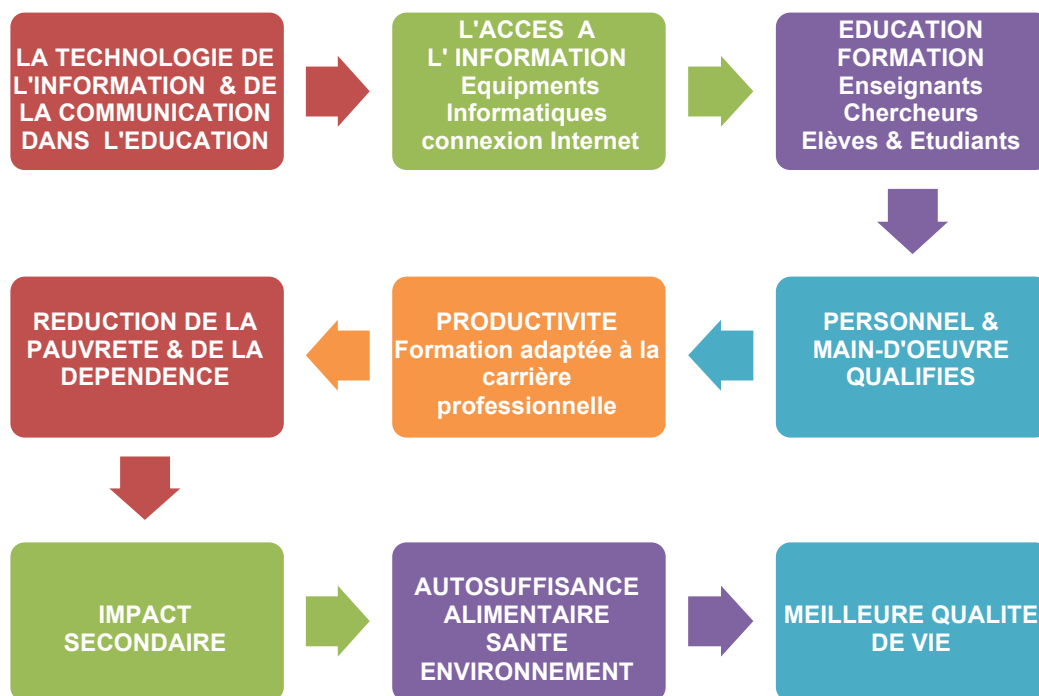 LA TECHNOLOGIE DE
L'INFORMATION & DE
LA COMMUNICATION
DANS L'EDUCATION
L'ACCES A
L' INFORMATION
Equipments
Informatiques
connexion Internet
EDUCATION
FORMATION
Enseignants
Chercheurs
Elèves & Etudiants
PERSONNEL &
MAIN-D'OEUVRE
QUALIFIES
PRODUCTIVITE
Formation adaptée à la
carrière
professionnelle
REDUCTION DE LA
PAUVRETE & DE LA
DEPENDENCE
IMPACT
SECONDAIRE
AUTOSUFFISANCE
ALIMENTAIRE
SANTE
ENVIRONNEMENT
MEILLEURE QUALITE
DE VIE